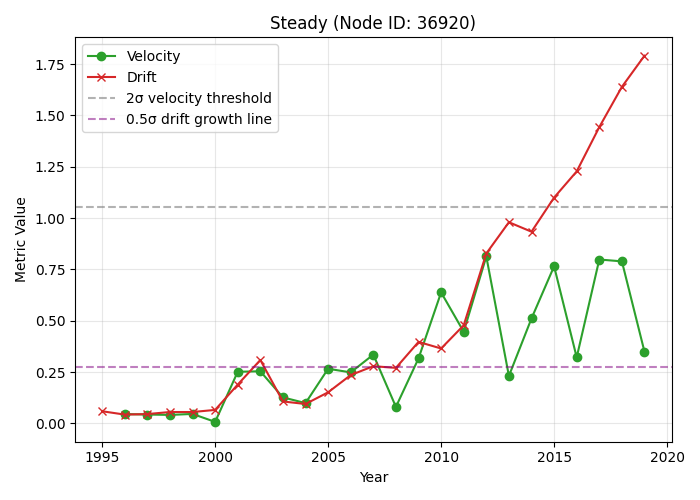 Steady (Node ID: 36920)
Velocity
Drift
2σ velocity threshold
0.5σ drift growth line
Metric Value
1.75
1.50
1.25
1.00
0.75
0.50
0.25
0.00
1995 2000 2005 2010 2015 2020
Year